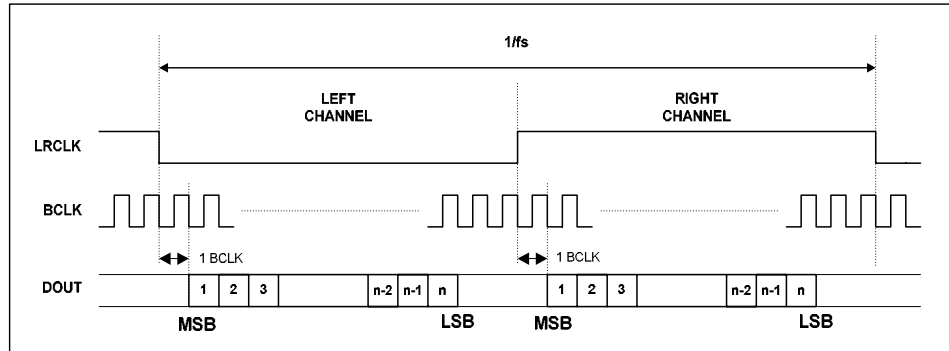 1/fs
LEFT
CHANNEL
RIGHT
CHANNEL
LRCLK
BCLK
1 BCLK
1 BCLK
DOUT
1 2 3 n-2 n-1 n 1 2 3 n-2 n-1 n
MSB LSB MSB LSB